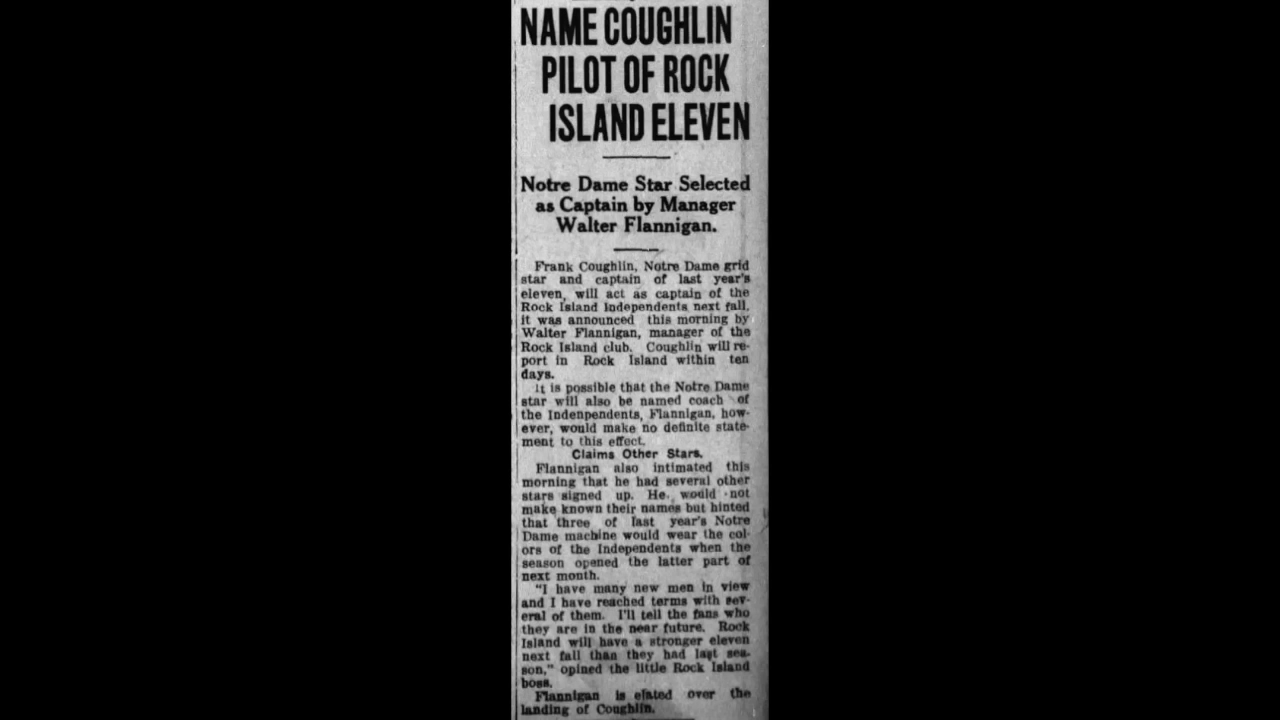 NAME COUGHLIN
PILOT OF ROCK
ISLAND ELEVEN
Notre Dame Star Selected
as Captain by Manager
Walter Flannigan.
Frank Coughlin, Notre Dame grid
star and captain of last year's
eleven, will act as captain of the
Rock Island Independents next fall,
it was announced this morning by
Walter Flannigan, manager of the
Rock Island club. Coughlin will re-
port in Rock Island within ten
days.
It is possible that the Notre Dame
star will also be named coach of
the Indenpendents, Flannigan, how-
ever, would make no definite state-
ment to this effect.
Claims Other Stars.
Flannigan also intimated this
morning that he had several other
stars signed up. He would not
make known their names but hinted
that three of last year's Notre
Dame machine would wear the col-
ors of the Independents when the
season opened the latter part of
next month.
"I have many new men in view
and I have reached terms with sev-
eral of them. I'll tell the fans who
they are in the near future. Rock
Island will have a stronger eleven
next fall than they had last sea-
son," opined the little Rock Island
boss.
Flannigan is elated over the
landing of Coughlin.